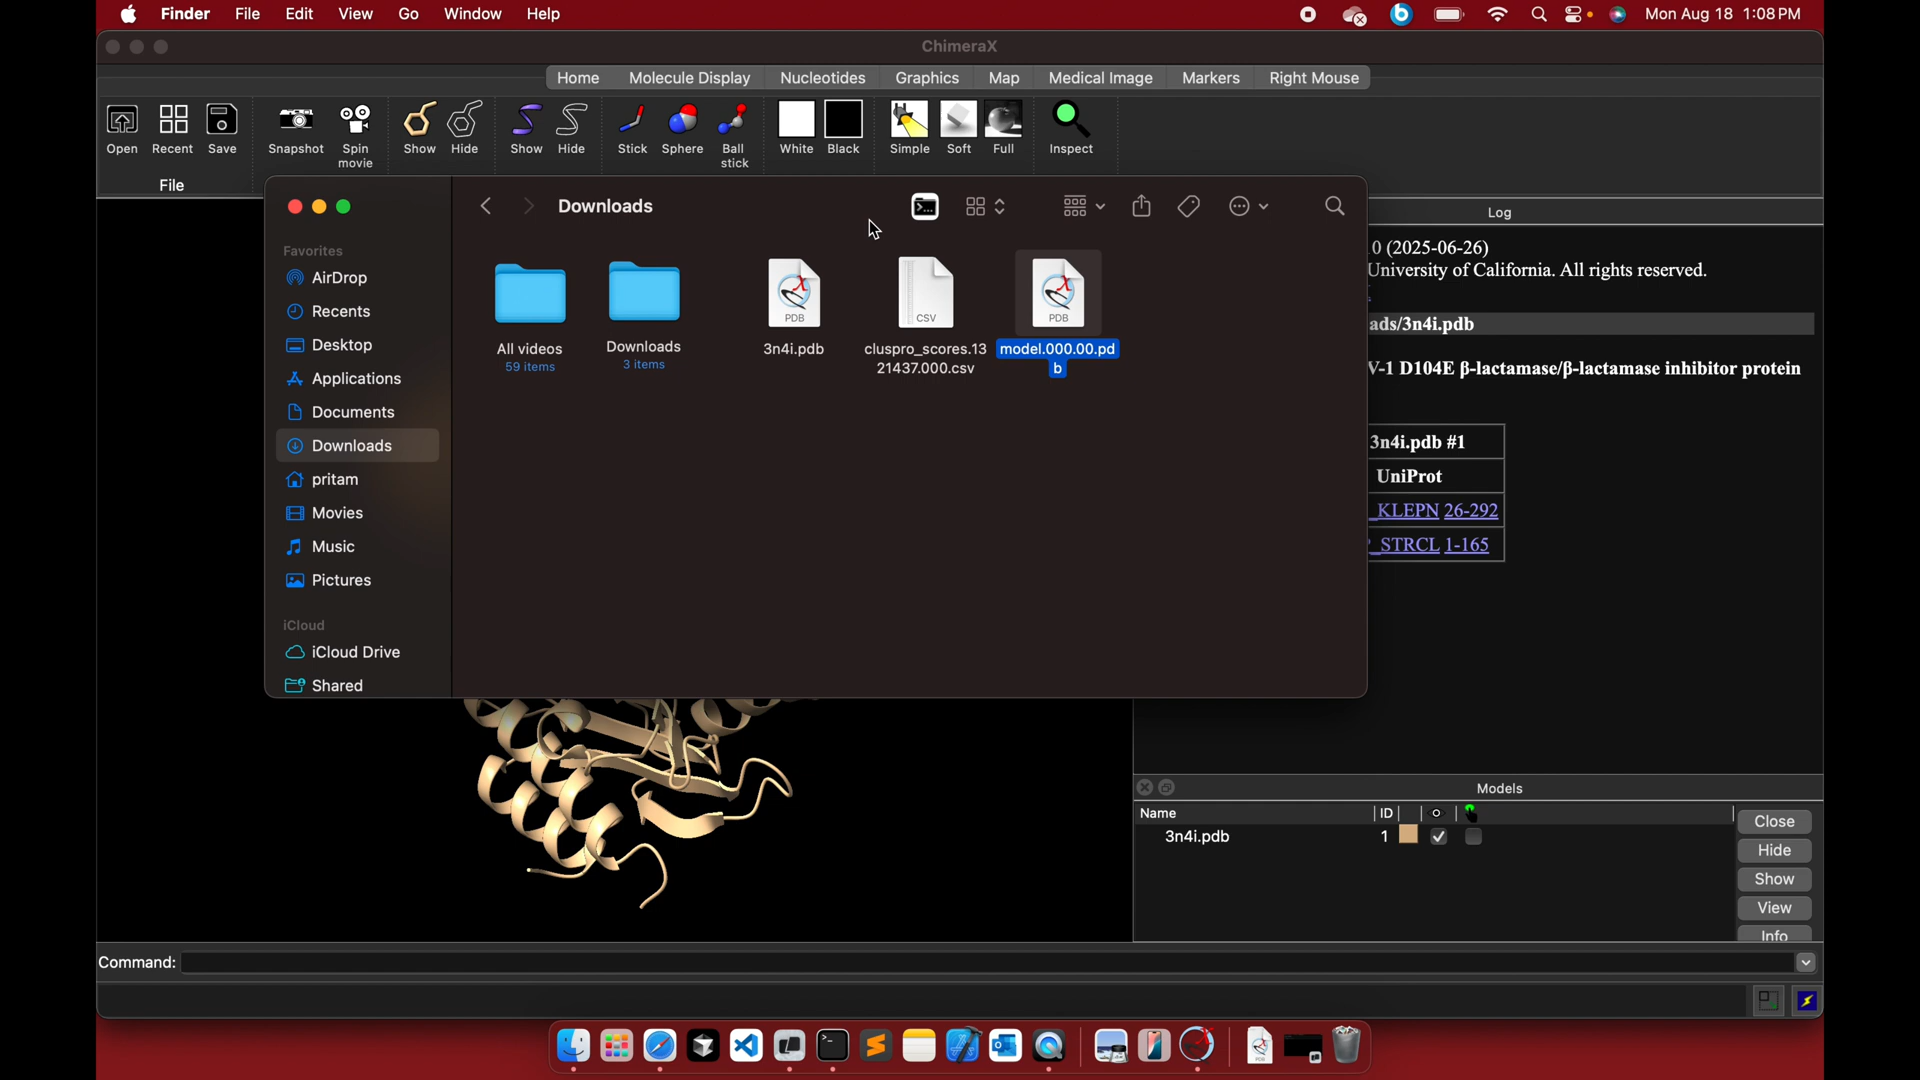 Finder File Edit View Go Window Help
Mon Aug 18 1:08 PM
ChimeraX
Home Molecule Display Nucleotides Graphics Map Medical Image Markers Right Mouse
Open Recent Save Snapshot Spin movie Show Hide Show Hide Stick Sphere Ball stick White Black Simple Soft Full Inspect
File
Downloads
Log
Favorites
AirDrop
Recents
Desktop
Applications
Documents
Downloads
pritam
Movies
Music
Pictures
iCloud
iCloud Drive
Shared
All videos
59 items
Downloads
3 items
PDB
3n4i.pdb
CSV
cluspro_scores.13
21437.000.csv
PDB
model.000.00.pd
b
0 (2025-06-26)
University of California. All rights reserved.
ads/3n4i.pdb
V-1 D104E β-lactamase/β-lactamase inhibitor protein
3n4i.pdb #1
UniProt
_KLEPN 26-292
_STRCL 1-165
Models
Name ID
3n4i.pdb 1
Close
Hide
Show
View
Info
Command: